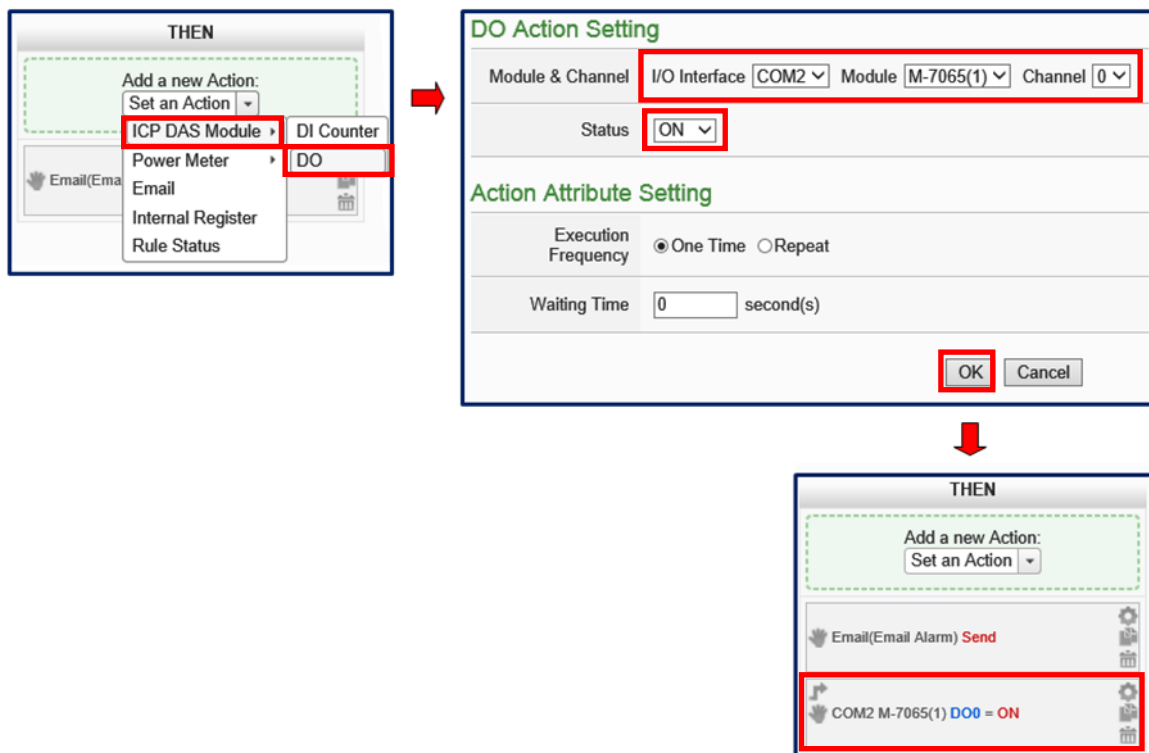 THEN
Add a new Action:
Set an Action
ICP DAS Module
DI Counter
Power Meter
DO
Email(Ema
Email
Internal Register
Rule Status
DO Action Setting
Module & Channel I/O Interface COM2 Module M-7065(1) Channel 0
Status ON
Action Attribute Setting
Execution
Frequency
One Time Repeat
Waiting Time 0 second(s)
OK Cancel
THEN
Add a new Action:
Set an Action
Email(Email Alarm) Send
COM2 M-7065(1) DO0 = ON